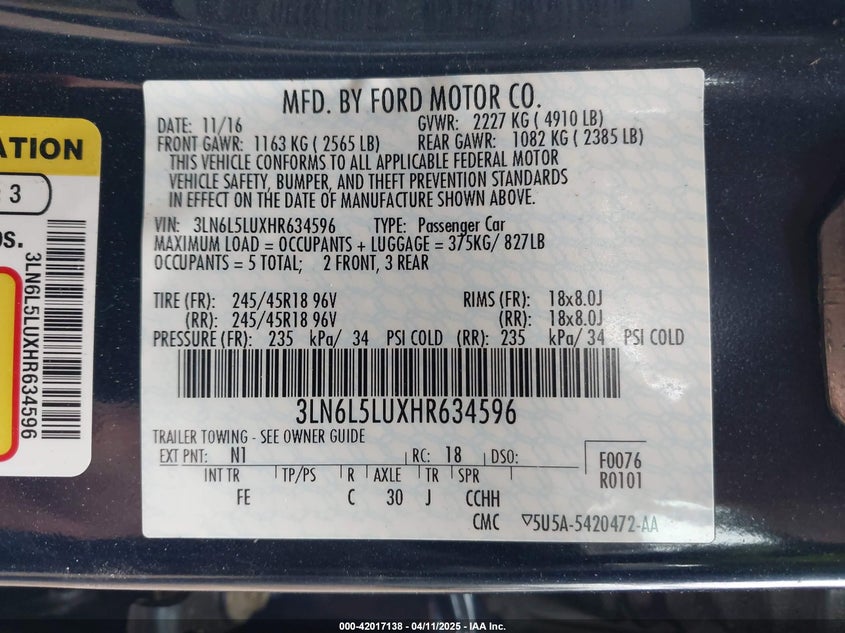 MFD. BY FORD MOTOR CO.
DATE: 11/16 GVWR: 2227 KG ( 4910 LB)
FRONT GAWR: 1163 KG ( 2565 LB) REAR GAWR: 1082 KG ( 2385 LB)
THIS VEHICLE CONFORMS TO ALL APPLICABLE FEDERAL MOTOR
VEHICLE SAFETY, BUMPER, AND THEFT PREVENTION STANDARDS
IN EFFECT ON THE DATE OF MANUFACTURE SHOWN ABOVE.
VIN: 3LN6L5LUXHR634596 TYPE: Passenger Car
MAXIMUM LOAD = OCCUPANTS + LUGGAGE = 375KG/ 827LB
OCCUPANTS = 5 TOTAL; 2 FRONT, 3 REAR
TIRE (FR): 245/45R18 96V RIMS (FR): 18x8.0J
(RR): 245/45R18 96V (RR): 18x8.0J
PRESSURE (FR): 235 kPa/ 34 PSI COLD (RR): 235 kPa/ 34 PSI COLD
3LN6L5LUXHR634596
TRAILER TOWING - SEE OWNER GUIDE
EXT PNT: N1 RC: 18 DSO:
INT TR TP/PS R AXLE TR SPR
FE C 30 J CCHH
F0076
R0101
CMC ▽5U5A-5420472-AA
ATION
3
os.
3LN6L5LUXHR634596
000-42017138 - 04/11/2025 - IAA Inc.